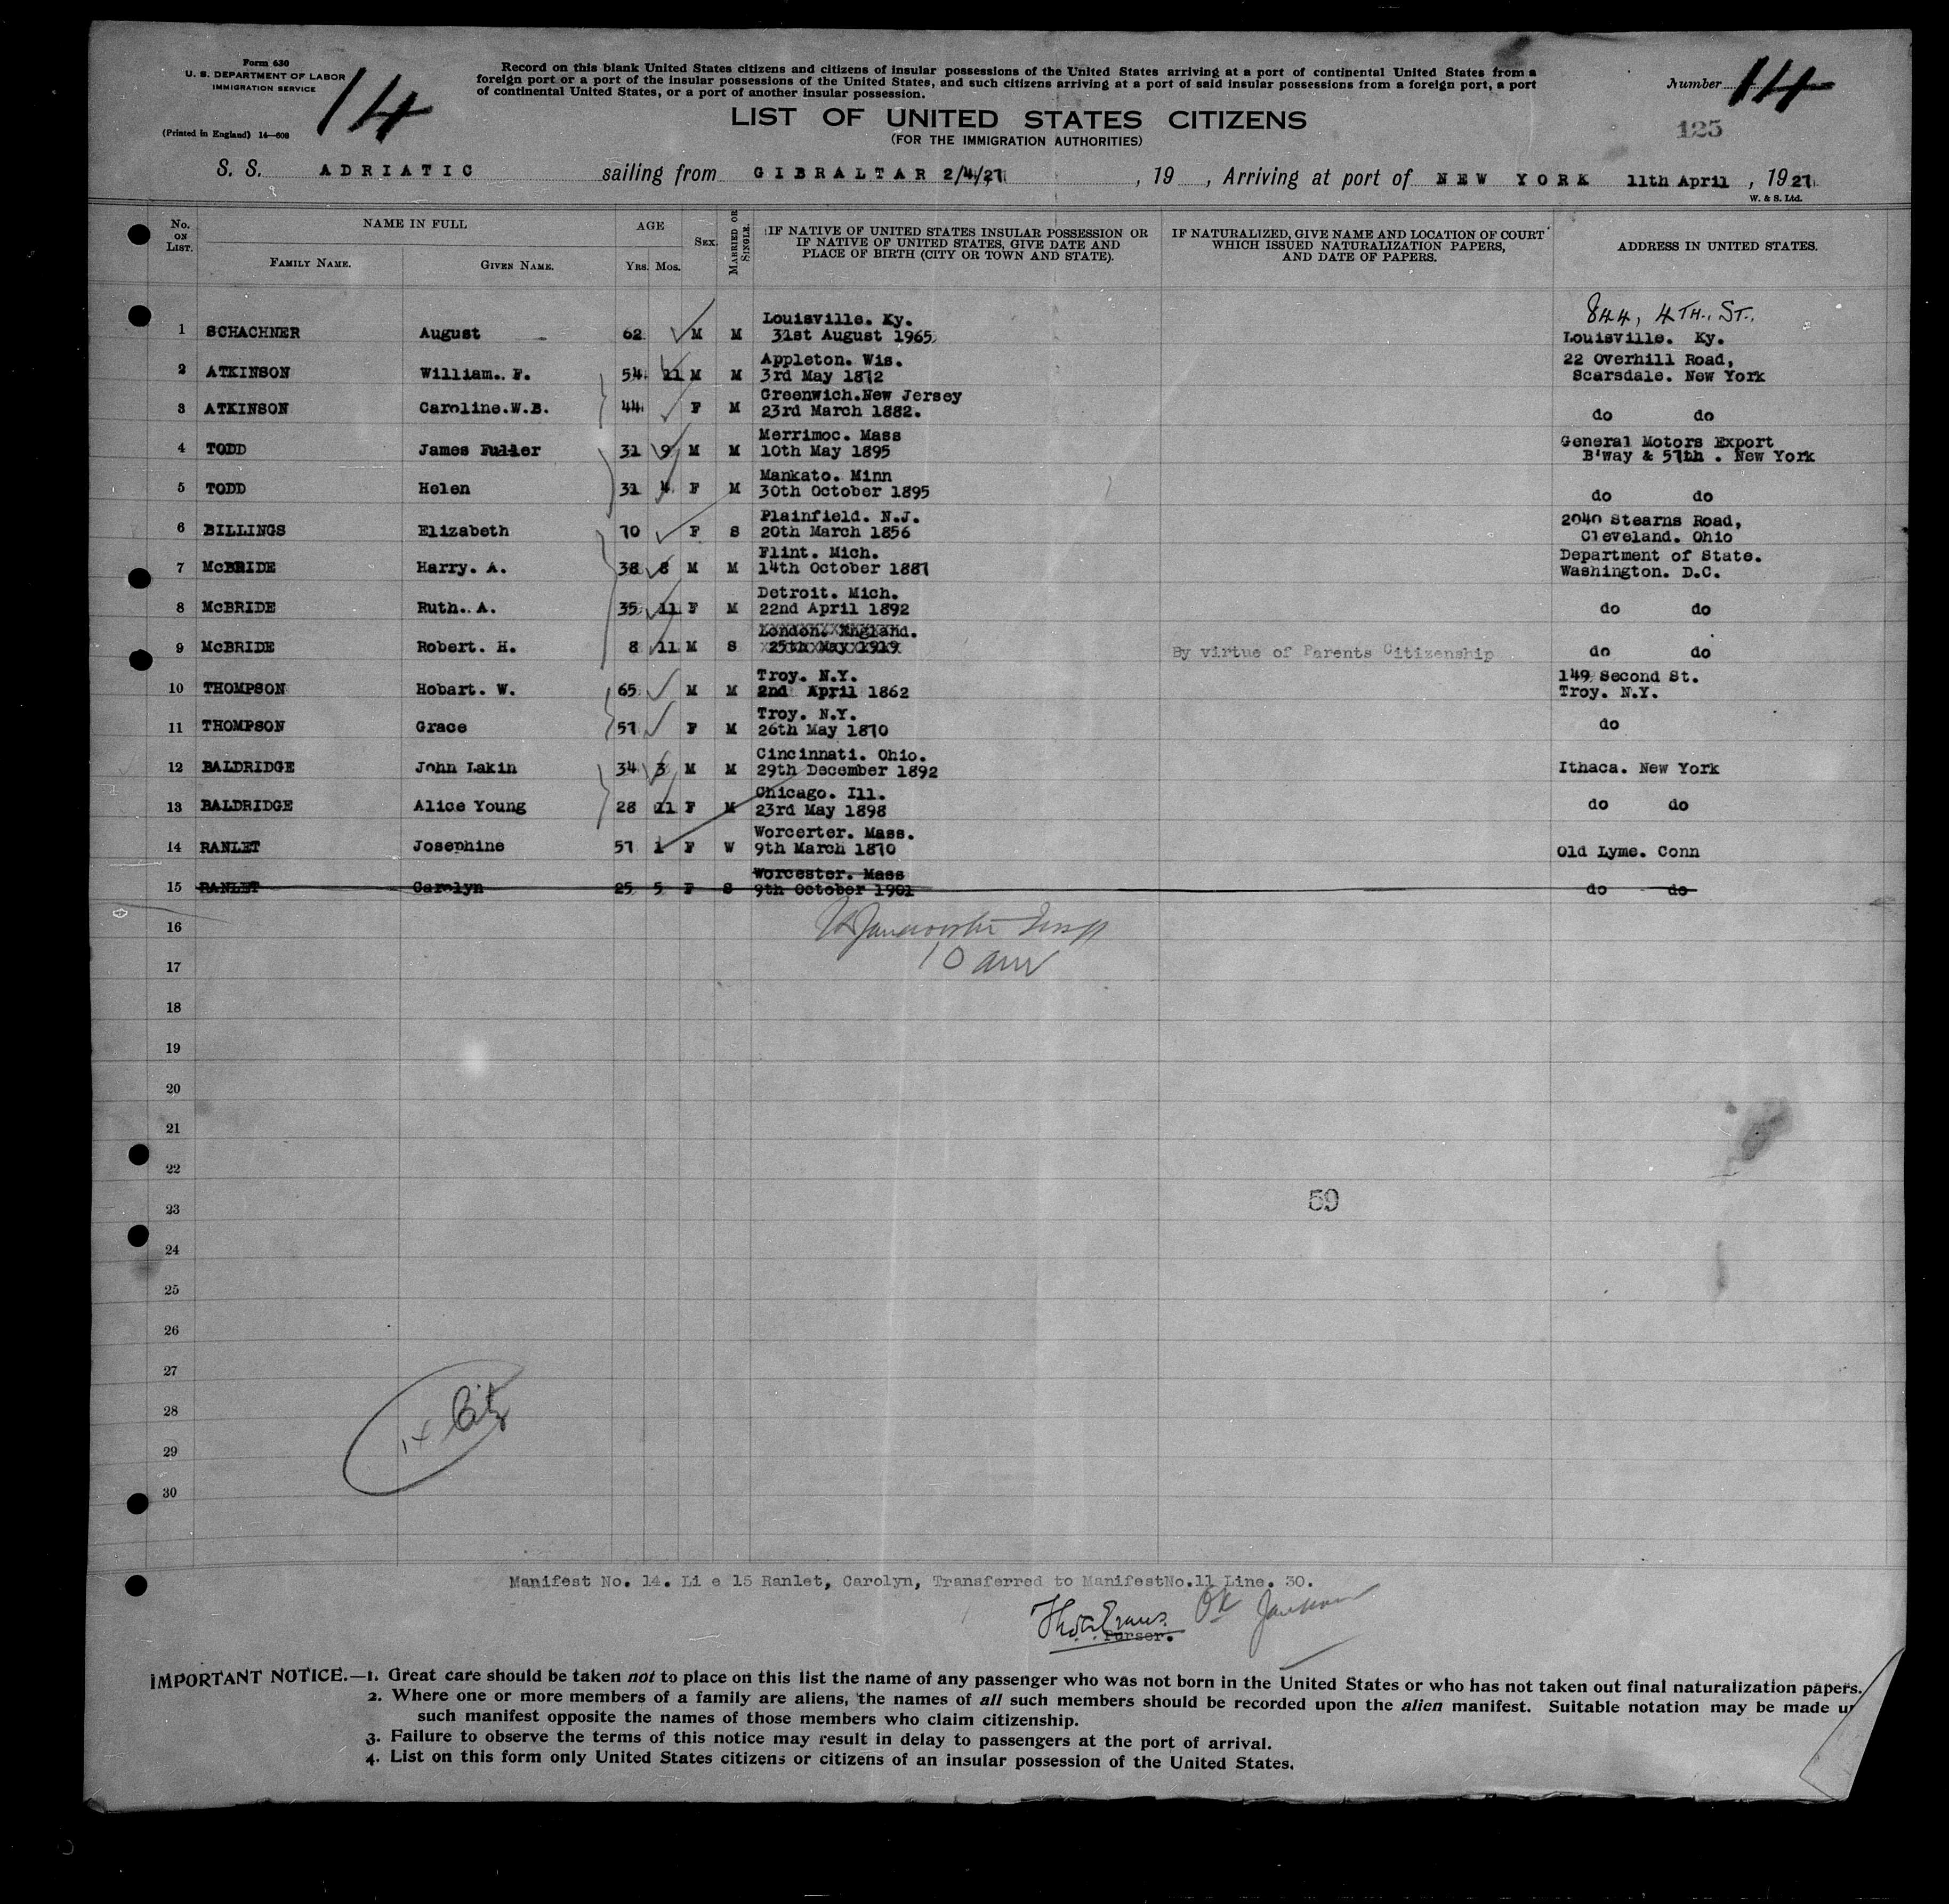 Form 630
U. S. DEPARTMENT OF LABOR
IMMIGRATION SERVICE
(Printed in England) 14—608
14
Record on this blank United States citizens and citizens of insular possessions of the United States arriving at a port of continental United States from a
foreign port or a port of the insular possessions of the United States, and such citizens arriving at a port of said insular possessions from a foreign port, a port
of continental United States, or a port of another insular possession.
Number 14
125
LIST OF UNITED STATES CITIZENS
(FOR THE IMMIGRATION AUTHORITIES)
S. S. ADRIATIC sailing from GIBRALTAR 2/4/27, 19 , Arriving at port of NEW YORK 11th April, 1927
W. & S. Ltd.
No. ON LIST. NAME IN FULL AGE SEX. MARRIED OR SINGLE. IF NATIVE OF UNITED STATES INSULAR POSSESSION OR IF NATIVE OF UNITED STATES, GIVE DATE AND PLACE OF BIRTH (CITY OR TOWN AND STATE). IF NATURALIZED, GIVE NAME AND LOCATION OF COURT WHICH ISSUED NATURALIZATION PAPERS, AND DATE OF PAPERS. ADDRESS IN UNITED STATES.
FAMILY NAME. GIVEN NAME. YRS. MOS.
Louisville. Ky. 844, 4TH., ST.,
1 SCHACHNER August 62 M M 31st August 1965 Louisville. Ky.
Appleton. Wis. 22 Overhill Road,
2 ATKINSON William. F. 54 11 M M 3rd May 1872 Scarsdale. New York
Greenwich.New Jersey
3 ATKINSON Caroline.W.B. 44 F M 23rd March 1882. do do
Merrimoc. Mass General Motors Export
4 TODD James Fuller 31 9 M M 10th May 1895 B'way & 57th . New York
Mankato. Minn
5 TODD Helen 31 4 F M 30th October 1895 do do
Plainfield. N.J. 2040 Stearns Road,
6 BILLINGS Elizabeth 70 F S 20th March 1856 Cleveland. Ohio
Flint. Mich. Department of State.
7 McBRIDE Harry. A. 38 8 M M 14th October 1887 Washington. D.C.
Detroit. Mich.
8 McBRIDE Ruth. A. 35 11 F M 22nd April 1892 do do
London. England.
9 McBRIDE Robert. H. 8 11 M S 25th May 1919 By virtue of Parents Citizenship do do
Troy. N.Y. 149 Second St.
10 THOMPSON Hobart. W. 65 M M 2nd April 1862 Troy. N.Y.
Troy. N.Y.
11 THOMPSON Grace 57 F M 26th May 1870 do
Cincinnati. Ohio.
12 BALDRIDGE John Lakin 34 3 M M 29th December 1892 Ithaca. New York
Chicago. Ill.
13 BALDRIDGE Alice Young 28 11 F M 23rd May 1898 do do
Worcerter. Mass.
14 RANLET Josephine 57 1 F W 9th March 1870 Old Lyme. Conn
Worcester. Mass
15 RANLET Carolyn 25 5 F S 9th October 1901 do do
16
10 am
17
18
19
20
21
22
23
59
24
25
26
27
28
14 Citz
29
30
Manifest No. 14. Li e 15 Ranlet, Carolyn, Transferred to ManifestNo.11 Line. 30.
OK
Purser.
IMPORTANT NOTICE.—1. Great care should be taken not to place on this list the name of any passenger who was not born in the United States or who has not taken out final naturalization papers.
2. Where one or more members of a family are aliens, the names of all such members should be recorded upon the alien manifest. Suitable notation may be made
such manifest opposite the names of those members who claim citizenship.
3. Failure to observe the terms of this notice may result in delay to passengers at the port of arrival.
4. List on this form only United States citizens or citizens of an insular possession of the United States.